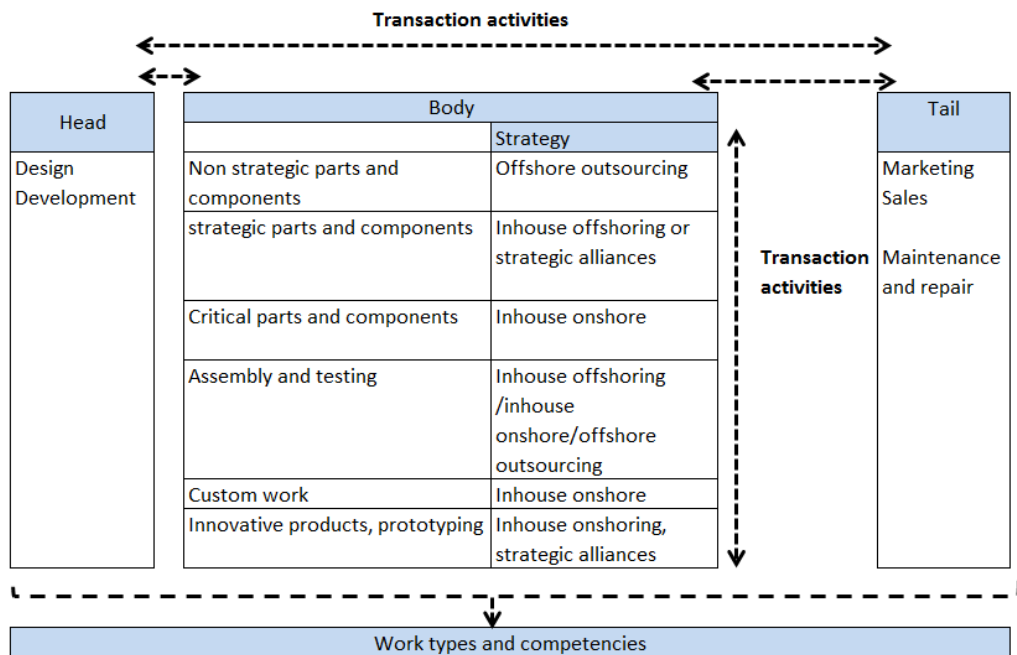 Transaction activities
Head
Design
Development
Body
Strategy
Non strategic parts and
components
Offshore outsourcing
strategic parts and components
Inhouse offshoring or
strategic alliances
Critical parts and components
Inhouse onshore
Assembly and testing
Inhouse offshoring
/inhouse
onshore/offshore
outsourcing
Custom work
Inhouse onshore
Innovative products, prototyping
Inhouse onshoring,
strategic alliances
Transaction
activities
Tail
Marketing
Sales
Maintenance
and repair
Work types and competencies